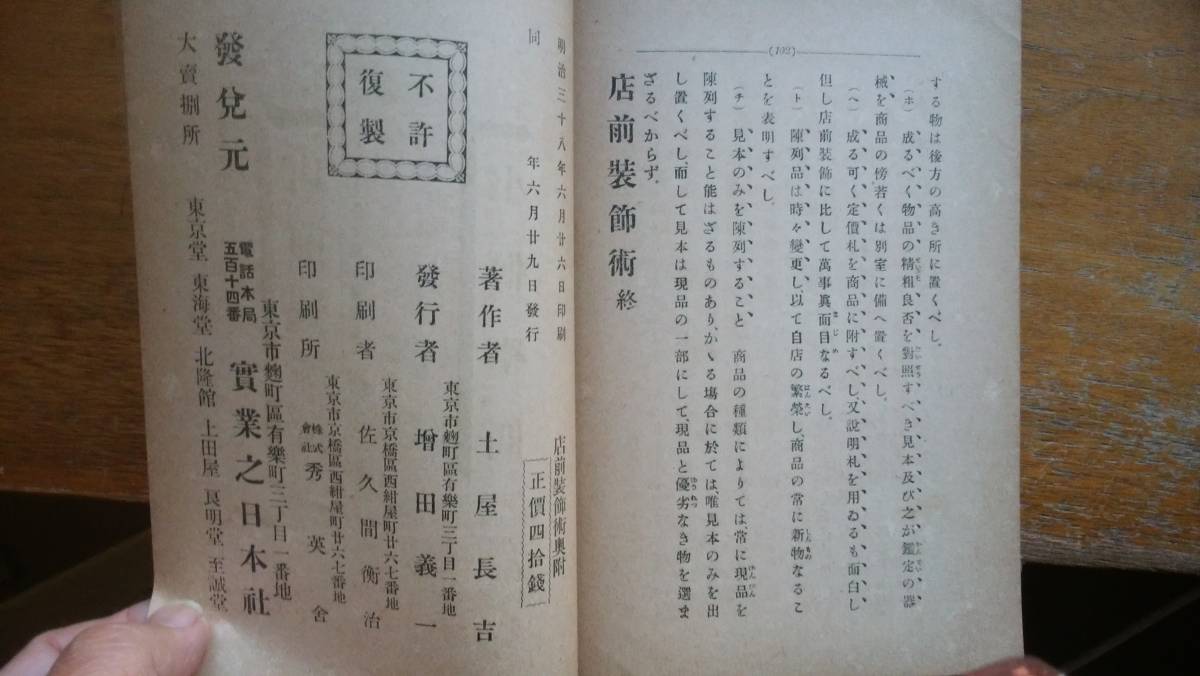 (102)
する物は後方の高き所に置くべし。
(ホ) 成るべく物品の精粗良否を對照すべき見本及び之が鑑定の器
械を商品の傍若くは別室に備へ置くべし。
(ヘ) 成る可く定價札を商品に附すべし、又說明札を用ゐるも面白し
但し店前裝飾に比して萬事眞面目なるべし。
(ト) 陳列品は時々變更し、以て自店の繁榮し、商品の常に新物なるこ
とを表明すべし。
(チ) 見本のみを陳列すること 商品の種類によりては、常に現品を
陳列すること能はざるものあり、かゝる塲合に於ては、唯見本のみを出
し置くべし、而して見本は現品の一部にして、現品と優劣なき物を選ま
ざるべからず。
店前裝飾術 終
店前裝飾術奧附
正價四拾錢
明治三十八年六月廿六日印刷
同 年六月廿九日發行
不許
復製
著作者 土屋長吉
東京市麴町區有樂町三丁目一番地
發行者 增田義一
東京市京橋區西紺屋町廿六七番地
印刷者 佐久間衡治
東京市京橋區西紺屋町廿六七番地
印刷所 株式會社 秀英舍
東京市麴町區有樂町三丁目一番地
發兌元 實業之日本社
電話本局
五百十四番
大賣捌所 東京堂 東海堂 北隆館 上田屋 良明堂 至誠堂